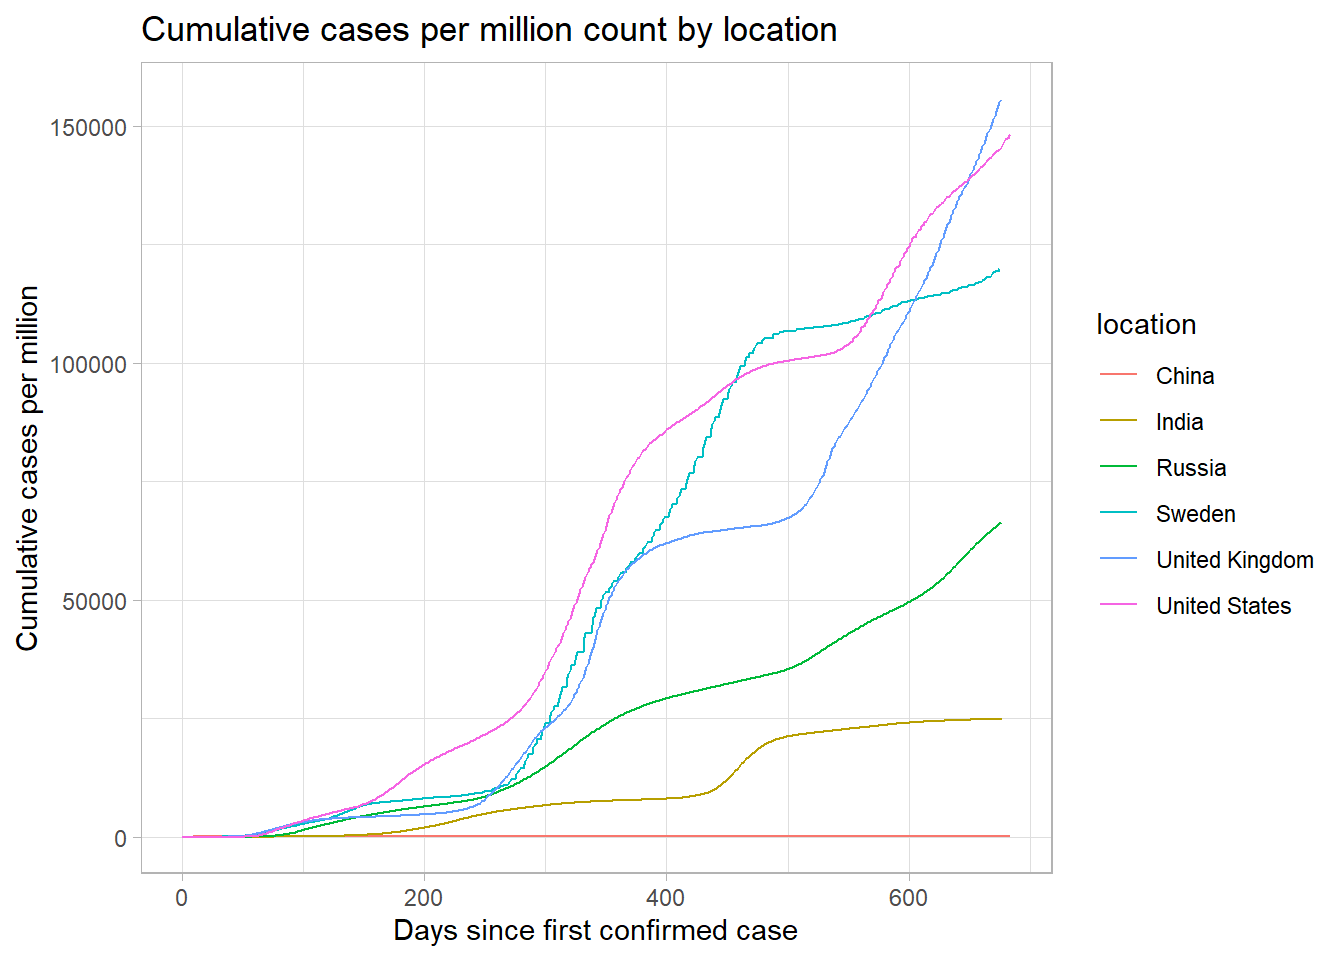 Cumulative cases per million count by location
Cumulative cases per million
150000
100000
50000
0
0 200 400 600
Days since first confirmed case
location
China
India
Russia
Sweden
United Kingdom
United States